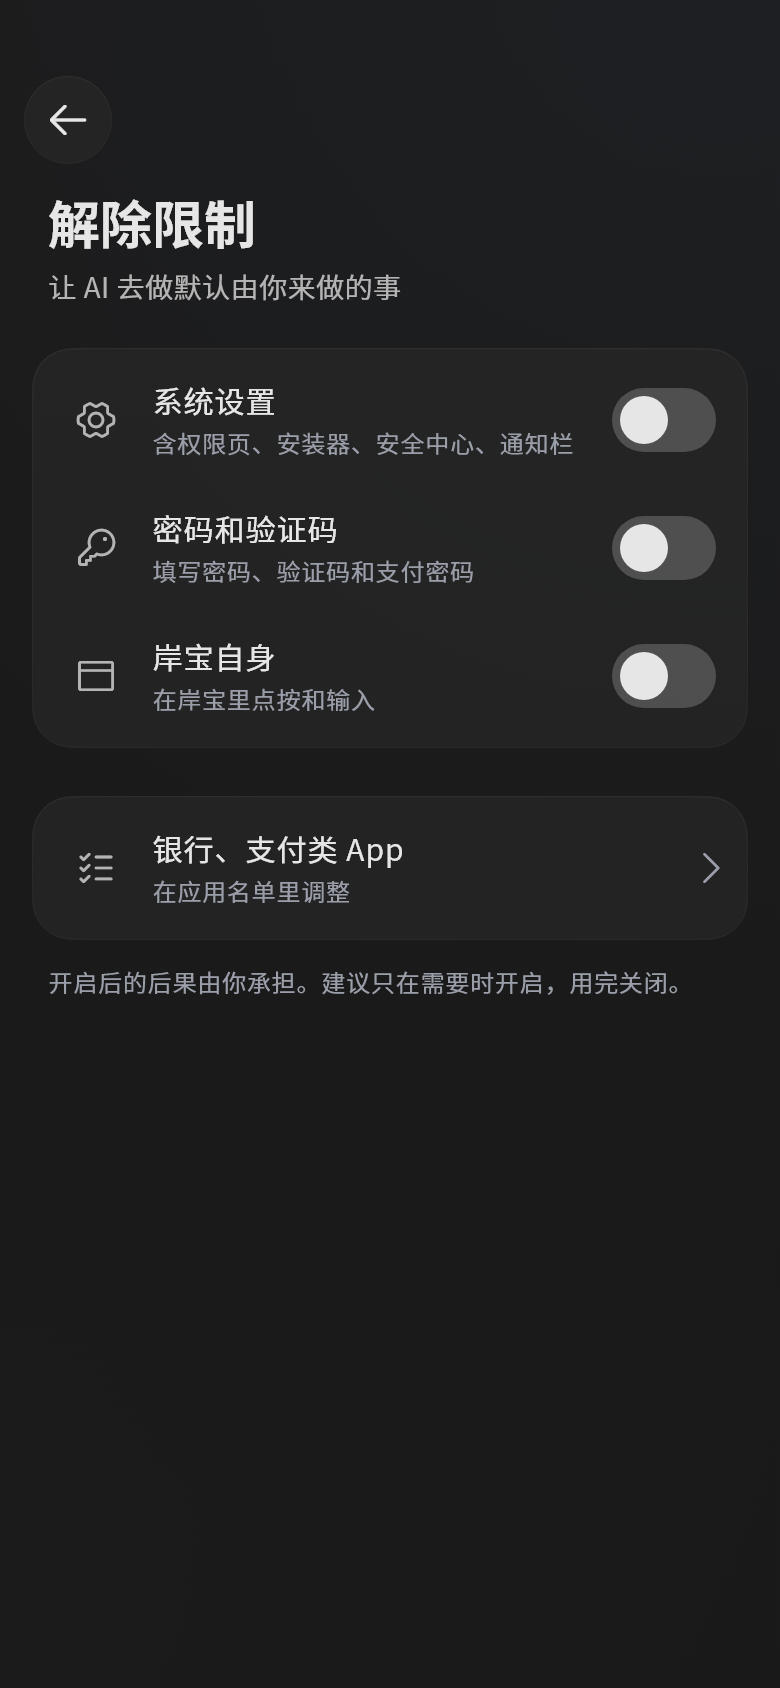 解除限制
让 AI 去做默认由你来做的事
系统设置
含权限页、安装器、安全中心、通知栏
密码和验证码
填写密码、验证码和支付密码
岸宝自身
在岸宝里点按和输入
银行、支付类 App
在应用名单里调整
开启后的后果由你承担。建议只在需要时开启，用完关闭。